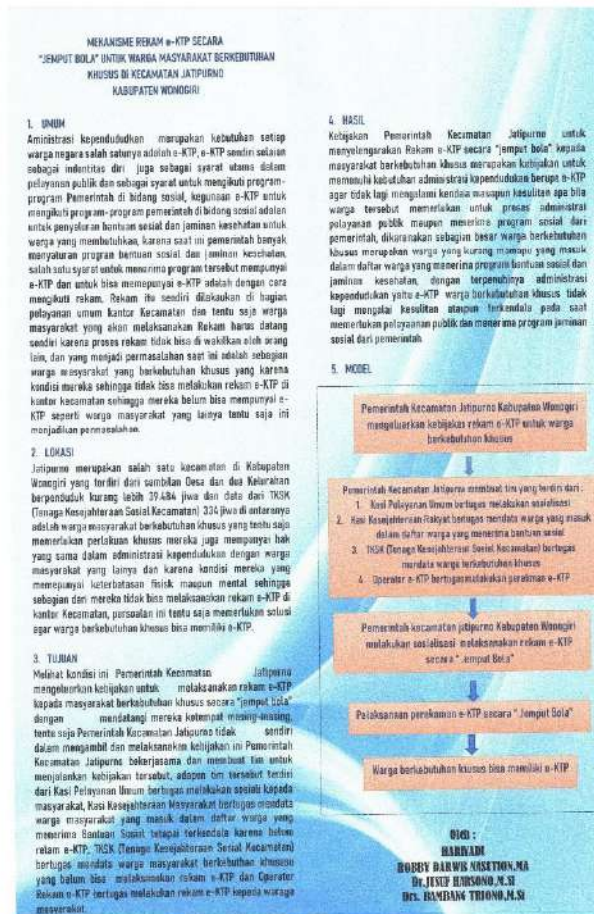 MEKANISME REKAM e-KTP SECARA
"JEMPUT BOLA" UNTUK WARGA MASYARAKAT BERKEBUTUHAN
KHUSUS DI KECAMATAN JATIPURNO
KABUPATEN WONOGIRI
1. UMUM
Aministrasi kependudukan merupakan kebutuhan setiap
warga negara salah satunya adalah e-KTP, e-KTP sendiri selaian
sebagai indentitas diri juga sebagai syarat utama dalam
pelayanan publik dan sebagai syarat untuk mengikuti program-
program Pemerintah di bidang sosial, kegunaan e-KTP untuk
mengikuti program-program pemerintah di bidong sosial adalan
untuk penyaluran bantuan sosial dan jaminan kesehatan untuk
warga yang membutuhkaa, karena saat ini pemerintah banyak
menyaturan progran bentuan sosial dan jaminan kesehatan,
salah satu syarat untuk menerima program tersebut mempunyai
e-KTP dan untuk bisa memepunyai e-KTP adalah dengan cara
mengikuti rekam. Rekam itu sendiri dilakukan di bagian
pelayanan umum kantor Kecamatan dan tentu saja warga
masyarakat yong akan melaksanakan Rekam harus datang
sendiri karena proses rekam tidak bisa di wakilkan oleh orang
lain, dan yang menjadi permasalahan saat ini adalah sebagian
warga masyarakat yang berkebutuhan khusus yang karena
kondisi mereka sehingga tidak bisa melakukan rekam e-KTP di
kantor kecamatan sehingga mereka belum bisa mempunyai e-
KTP seperti warga masyarakat yang lainya tentu saja ini
menjadikan permasalahan.
2. LOKASI
Jatipurno merupakan salah satu kecamatan di Kabupaten
Wonogiri yang terdiri dari sembilan Desa dan dua Kelurahan
berpenduduk kurang lebih 39.484 jiwa dan data dari TKSK
(Tenaga Kesejahteraan Sosial Kecamatan) 334 jiwa di antaranya
adalah warga masyarakat berkebutuhan khusus yang tentu saja
memerlukan perlakuan khusus mereka juga mempunyai hak
yang sama dalam administrasi kependudukan dengan warga
masyarakat yang lainya dan karena kondisi mereka yang
memepunyai keterbatasan fisisk maupun mental sehingga
sebagian dari mereka tidak bisa melaksanakan rekam e-KTP di
kantor Kecamatan, persoalan ini tentu saja memerlukan solusi
agar warga berkebutuhan khusus bisa memiliki e-KTP.
3. TUJUAN
Melihat kondisi ini Pemerintah Kecamatan Jatipurno
mengeluarkan kebijakan untuk melaksanakan rekam e-KTP
kepada masyarakat berkebutuhan khusus secara "jemput bola"
dengan mendatangi mereka ketempat masing-masing,
tentu saja Pemerintah Kecamatan Jatipurno tidak sendiri
dalam mengambil dan melaksanakan kebijakan ini Pemerintah
Kecamatan Jatipurno bekerjasama dan membuat tim untuk
menjalankan kebijakan tersebut, adapun tim tersebut terdiri
dari Kasi Pelayanan Umum bertugas melakukan sosiali kepada
masyarakat, Kasi Kesejahteraan Masyarakat bertugas mendata
warga masyarakat yang masuk dalam daftar warga yang
menerima Bantuan Sosial tetapi terkendala karena belum
relam e-KTP, TKSK (Tenaga Kesejahteraan Sosial Kecamatan)
bertugas mendata warga masyarakat berkebuthan khususu
yang belum bisa melaksanakan rekam e-KTP dan Operator
Rekam e-KTP bertugas melakukan rekam e-KTP kepada waraga
masyarakat.
4. HASIL
Kebijakan Pemerintah Kecamatan Jatipurno untuk
menyelengarakan Rekam e-KTP secara "jemput bola" kepada
masyarakat berkebutuhan khusus merupakan kebijakan untuk
memenuhi kebutuhan administrasi kependudukan berupa e-KTP
agar tidak lagi mengalami kendala maupun kesulitan apa bila
warga tersebut memerlukan untuk proses administrasi
pelayanan publik maupun menerima program sosial dari
pemerintah, dikarenakan sebagian besar warga berkebutuhan
khusus merupakan warga yang kurang mamapu yang masuk
dalam daftar warga yang menerima program bantuan sosial dan
jaminan kesehatan, dengan terpenuhinya administrasi
kependudukan yaitu e-KTP warga berkebutuhan khusus tidak
lagi mengalai kesulitan ataupun terkendala pada saat
memerlukan pelayaanan publik dan menerima program jaminan
sosial dari pemerintah
5. MODEL
Pemerintah Kecamatan Jatipurno Kabupaten Wonogiri
mengeluarkan kebijakas rekam e-KTP untuk warga
berkebutuhan khusus
Pemerintah Kecamatan Jatipurno membuat tim yang terdiri dari :
1. Kasi Pelayanan Umum bertugas melakukan sosialisasi
2. Kasi Kesejahteraan Rakyat bertugas mendata warga yang masuk
dalam daftar warga yang menerima bantuan sosial
3. TKSK (Tenaga Kesejahteraan Sosial Kecamatan) bertugas
mendata warga berkebutuhan khusus
4. Operator e-KTP bertugas melakukan perekman e-KTP
Pemerintah kecamatan jatipurno Kabupaten Wonogiri
melakukan sosialisasi melaksanakan rekam e-KTP
secara " Jemput Bola"
Pelaksanaan perekaman e-KTP secara " Jemput Bola"
Warga berkebutuhan khusus bisa memiliki e-KTP
Oleh :
HARIYADI
BOBBY DARWIS NASETION,MA
Dr.JUSUF HARSONO,M.SI
Drs. BAMBANG TRIONO,M.SI